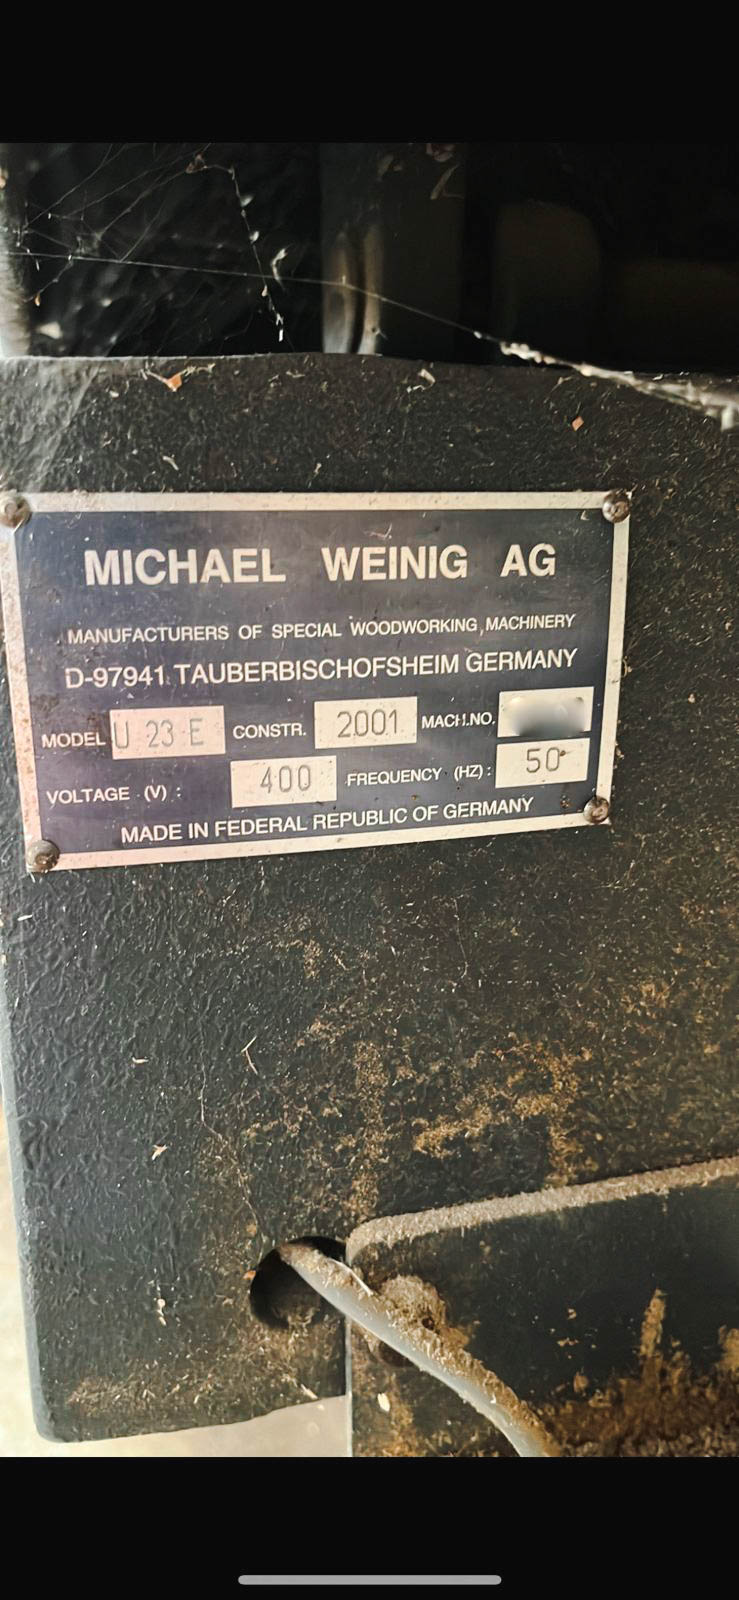 MICHAEL WEINIG AG
MANUFACTURERS OF SPECIAL WOODWORKING MACHINERY
D-97941 TAUBERBISCHOFSHEIM GERMANY
MODEL U 23 E CONSTR. 2001 MACH.NO.
VOLTAGE (V) : 400 FREQUENCY (HZ) : 50
MADE IN FEDERAL REPUBLIC OF GERMANY